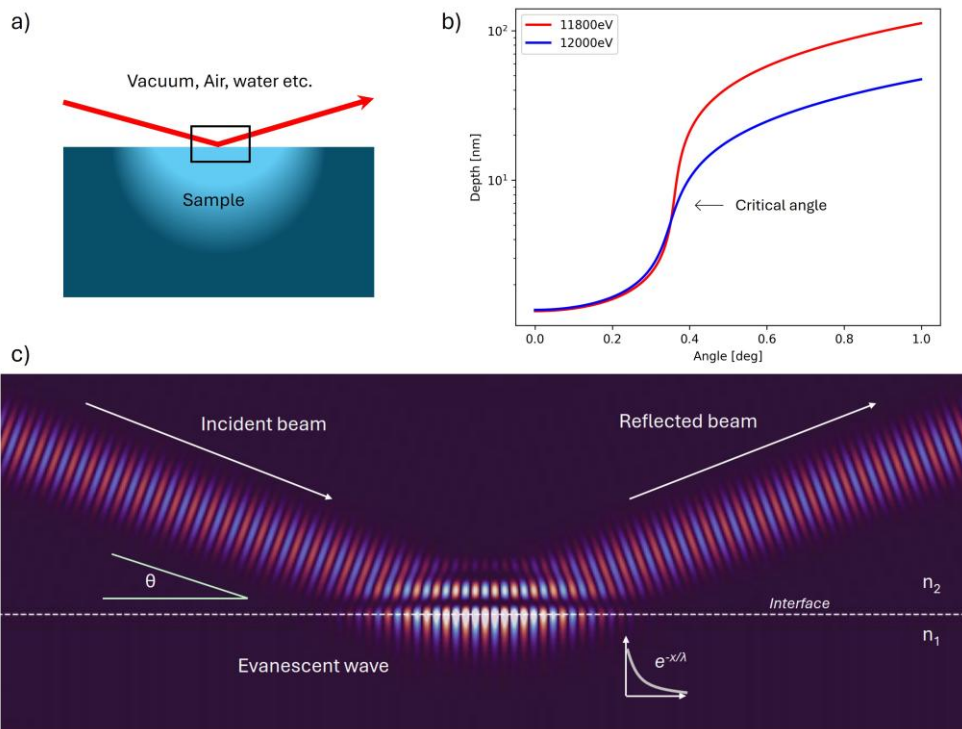 a)
Vacuum, Air, water etc.
Sample
b)
11800eV
12000eV
10²
10¹
Depth [nm]
Critical angle
0.0 0.2 0.4 0.6 0.8 1.0
Angle [deg]
c)
Incident beam
Reflected beam
θ
n₂
Interface
n₁
Evanescent wave
e^{-x/λ}